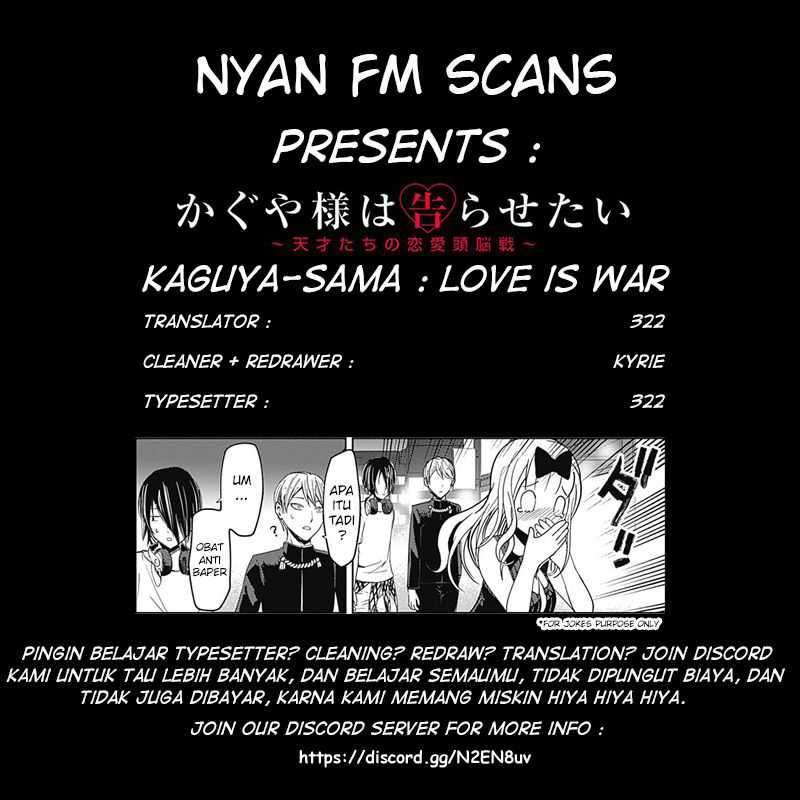 NYAN FM SCANS
PRESENTS :
かぐや様は告らせたい
~天才たちの恋愛頭脳戦~
KAGUYA-SAMA : LOVE IS WAR
TRANSLATOR : 322
CLEANER + REDRAWER : KYRIE
TYPESETTER : 322
APA
ITU
TADI
?
UM
...
?
OBAT
ANTI
BAPER
ダッ
*FOR JOKES PURPOSE ONLY
PINGIN BELAJAR TYPESETTER? CLEANING? REDRAW? TRANSLATION? JOIN DISCORD
KAMI UNTUK TAU LEBIH BANYAK, DAN BELAJAR SEMAUMU, TIDAK DIPUNGUT BIAYA, DAN
TIDAK JUGA DIBAYAR, KARNA KAMI MEMANG MISKIN HIYA HIYA HIYA.
JOIN OUR DISCORD SERVER FOR MORE INFO :
https://discord.gg/N2EN8uv